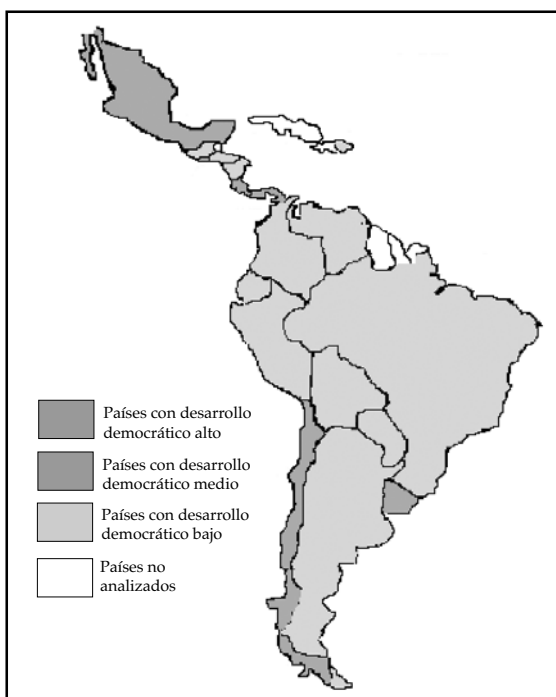 Países con desarrollo
democrático alto
Países con desarrollo
democrático medio
Países con desarrollo
democrático bajo
Países no
analizados